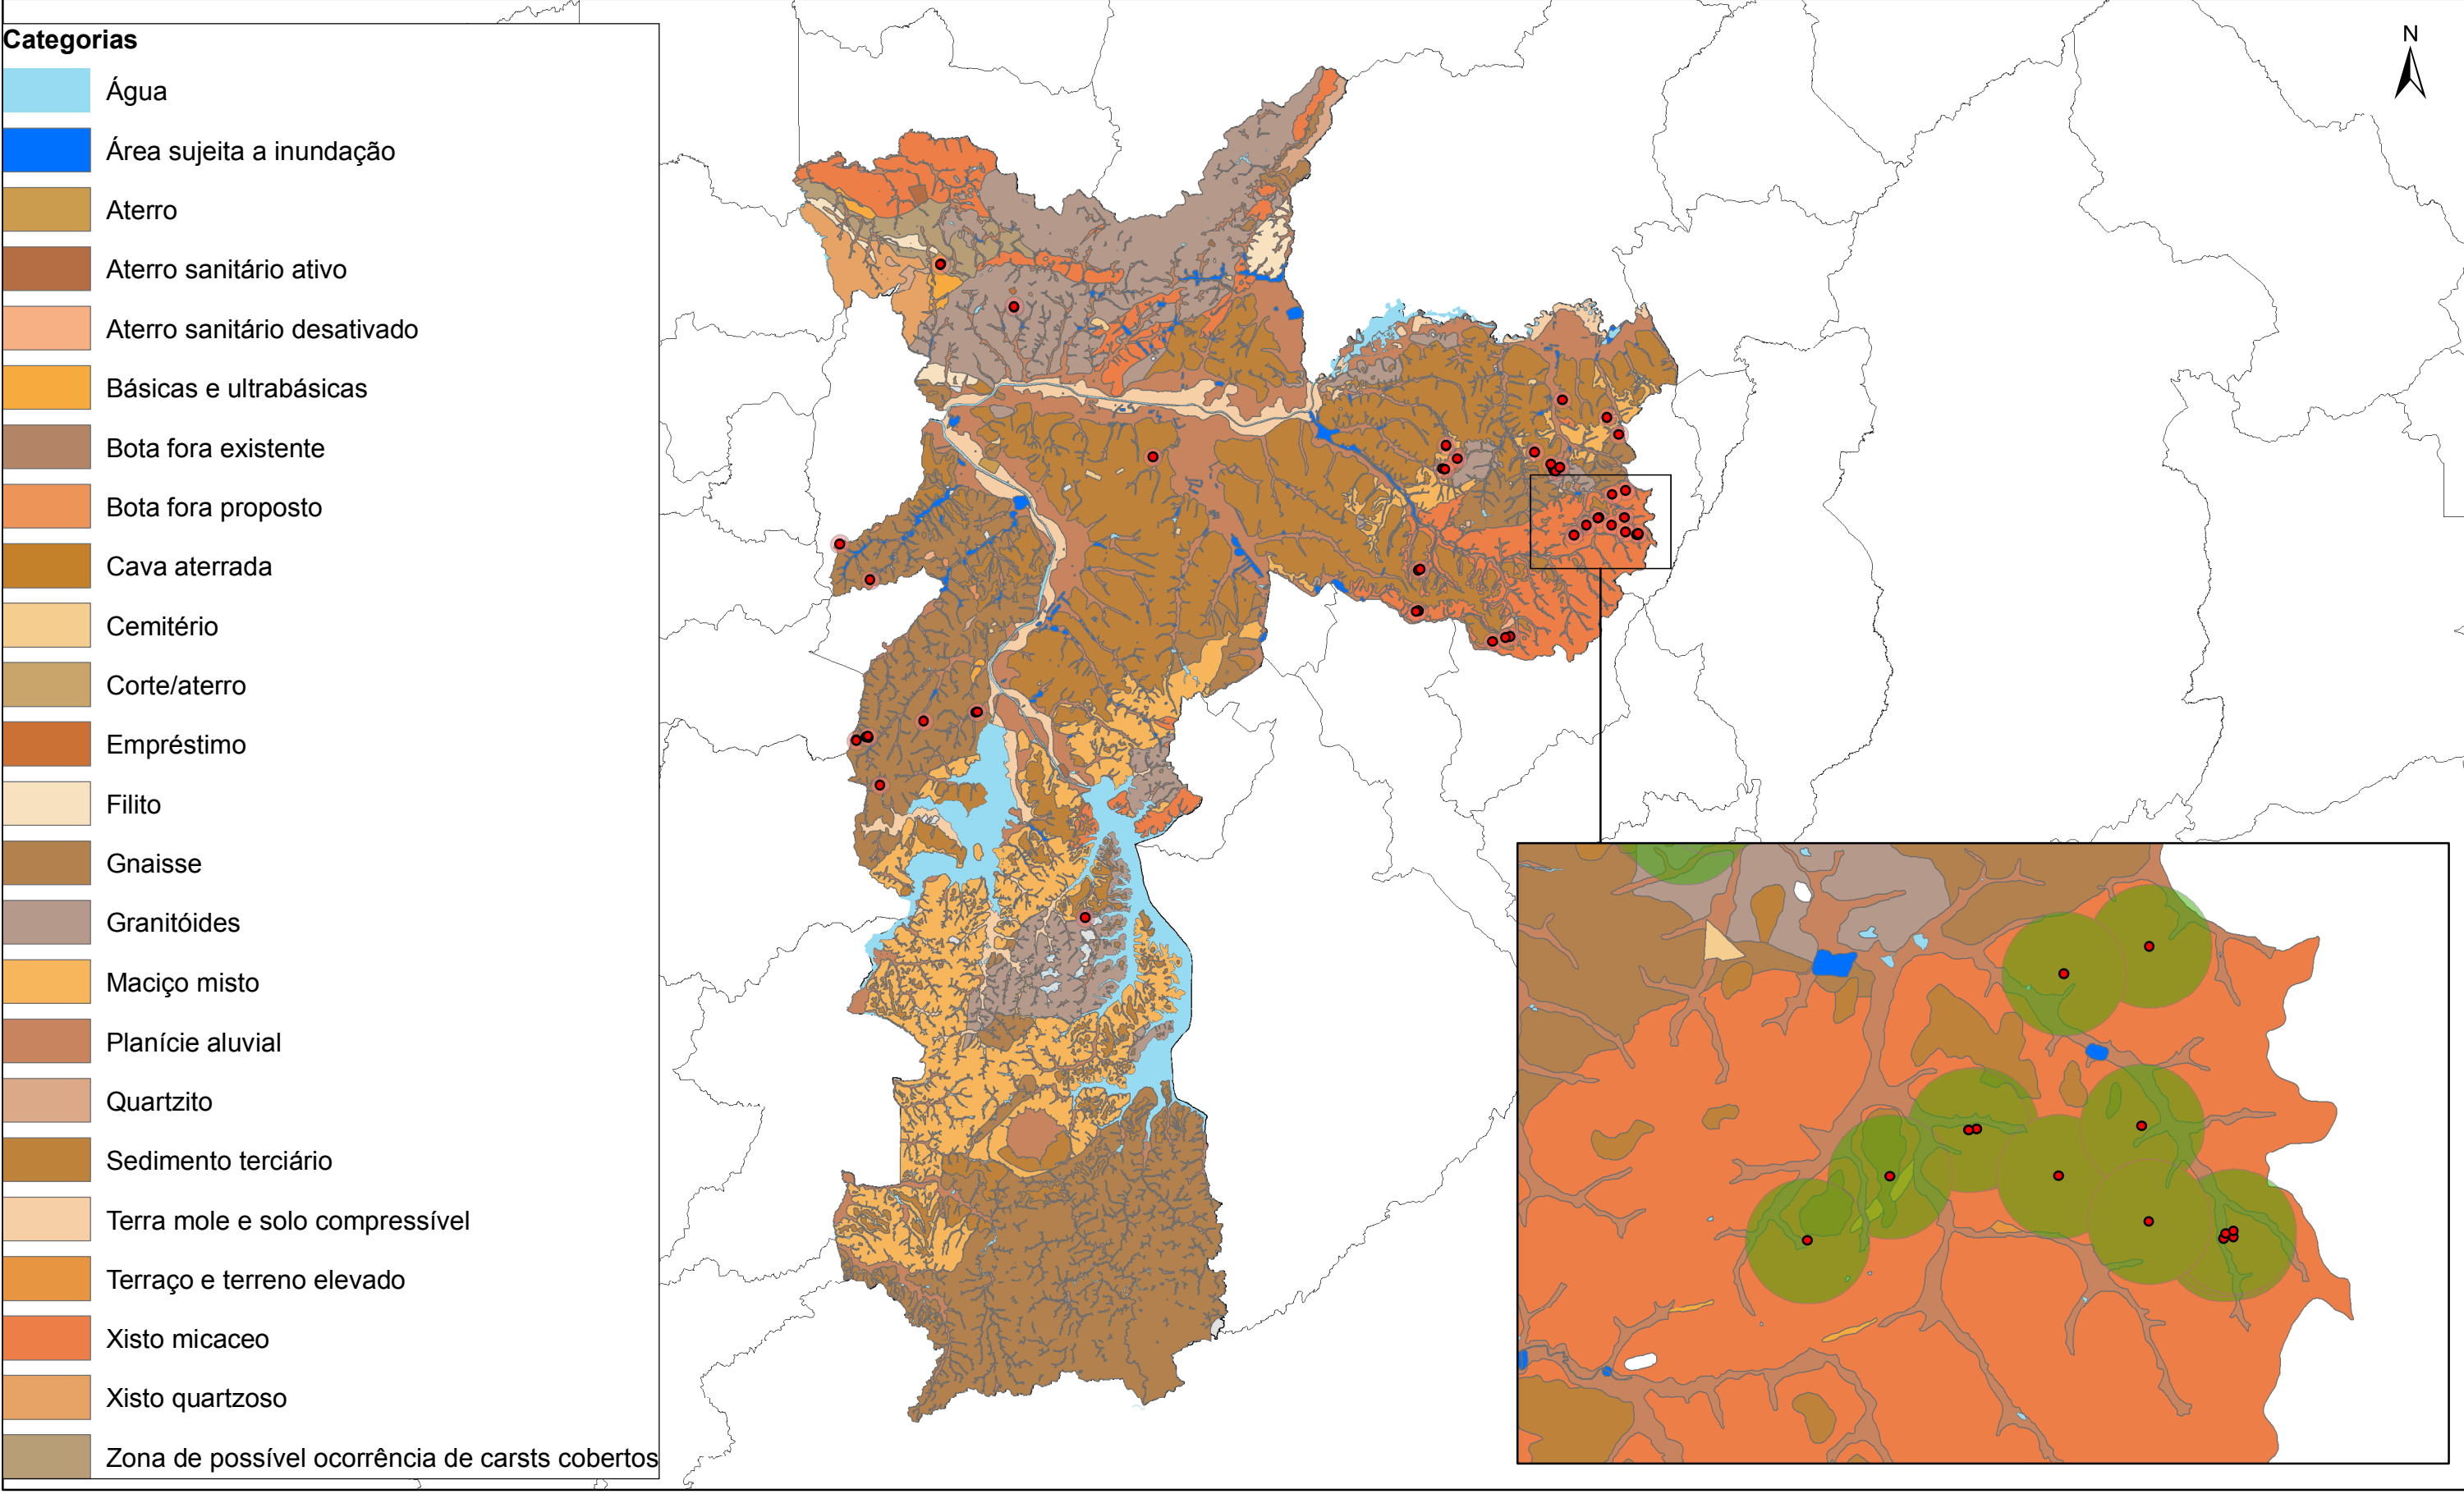 Categorias
Água
Área sujeita a inundação
Aterro
Aterro sanitário ativo
Aterro sanitário desativado
Básicas e ultrabásicas
Bota fora existente
Bota fora proposto
Cava aterrada
Cemitério
Corte/aterro
Empréstimo
Filito
Gnaisse
Granitóides
Maciço misto
Planície aluvial
Quartzito
Sedimento terciário
Terra mole e solo compressível
Terraço e terreno elevado
Xisto micaceo
Xisto quartzoso
Zona de possível ocorrência de carsts cobertos
N